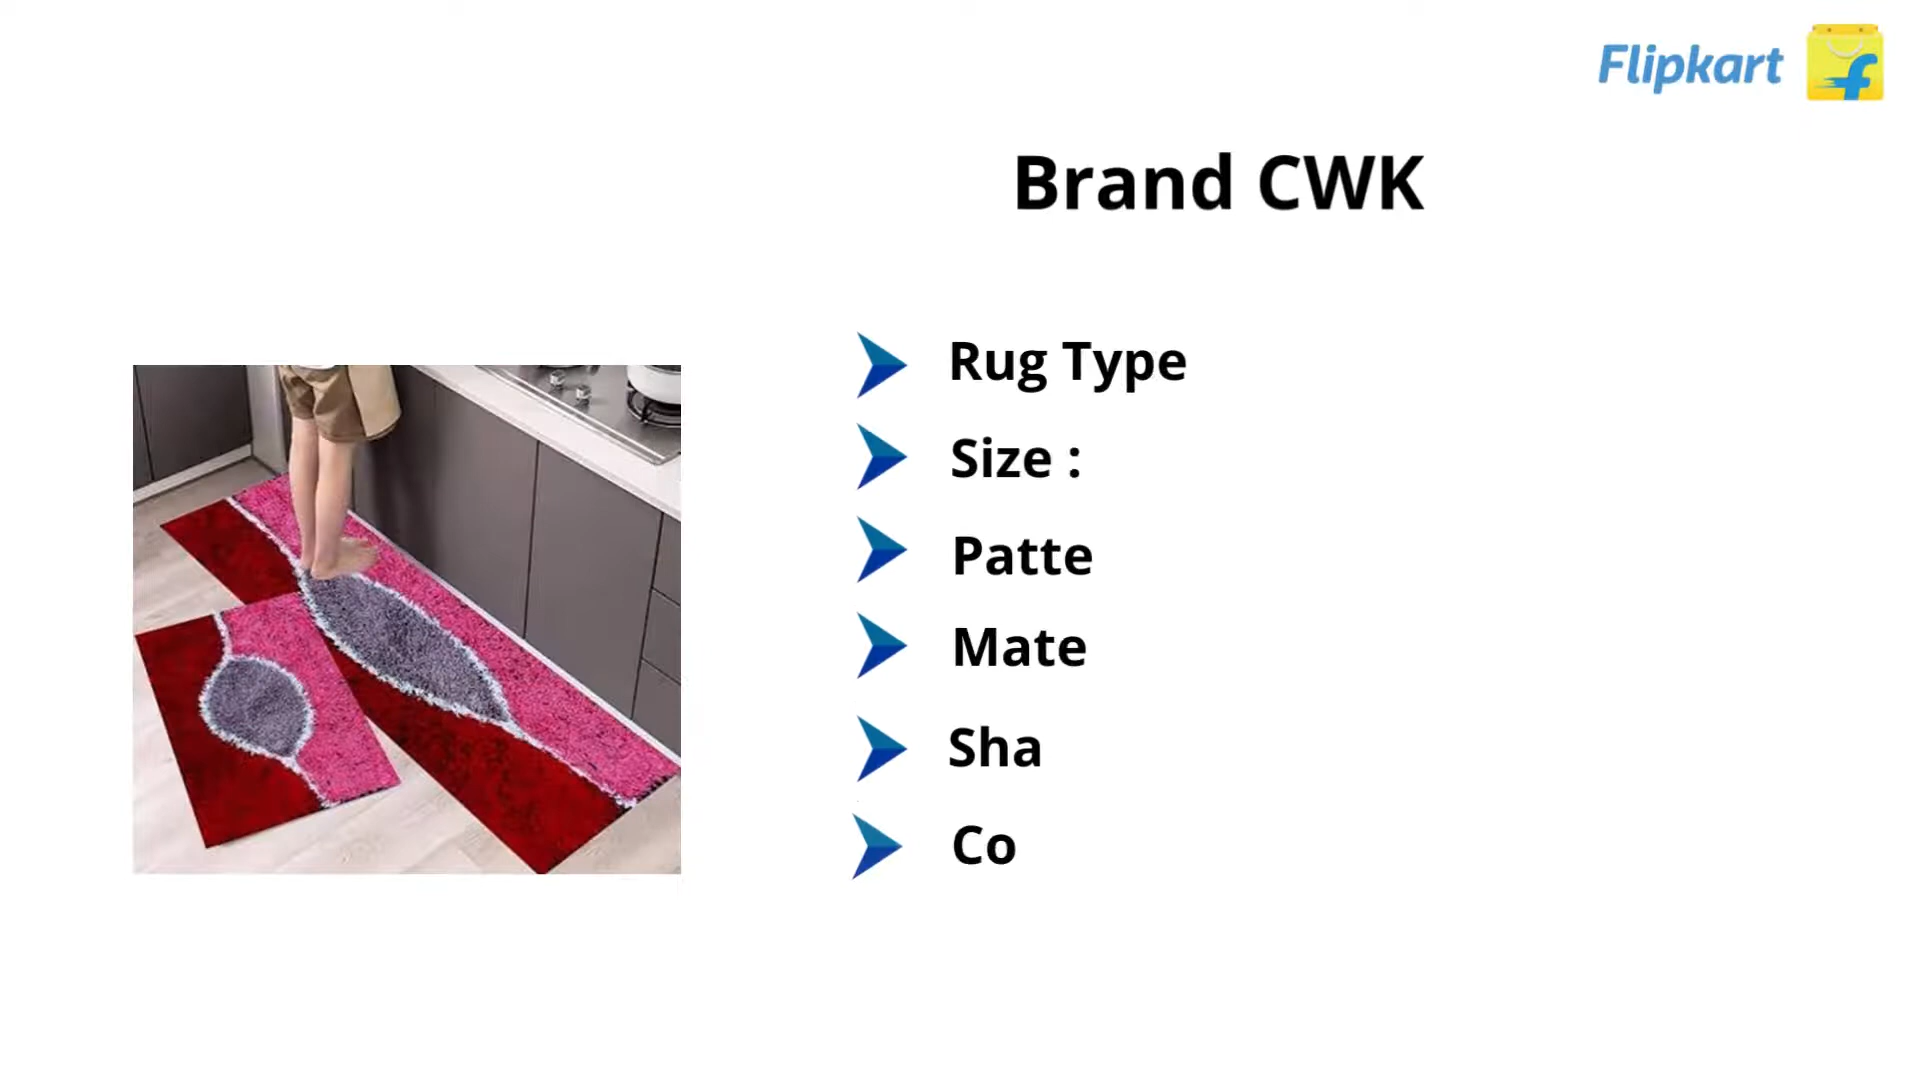 Flipkart
Brand CWK
Rug Type
Size :
Patte
Mate
Sha
Co